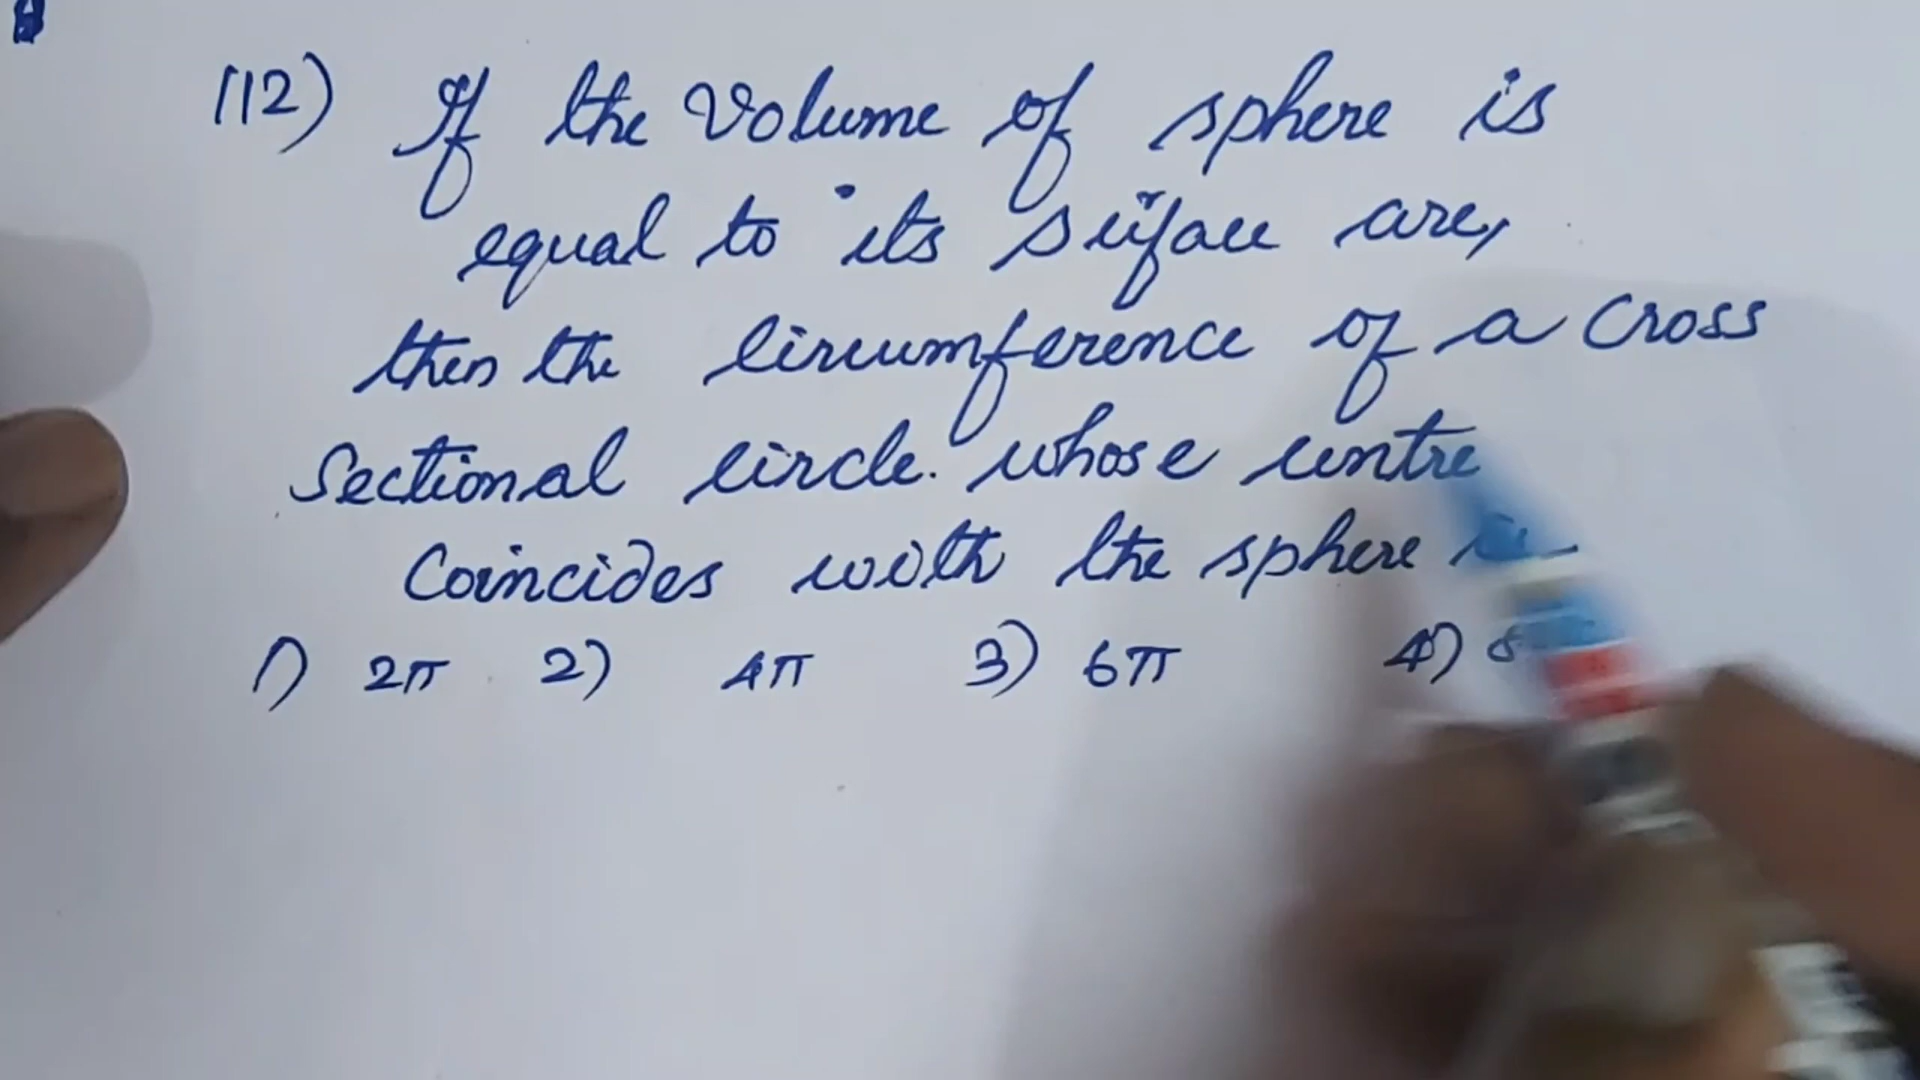 112) If the Volume of sphere is
equal to its surface are,
then the circumference of a cross
Sectional circle. whose centre
Coincides with the sphere
1) 2π 2) 4π 3) 6π 4)